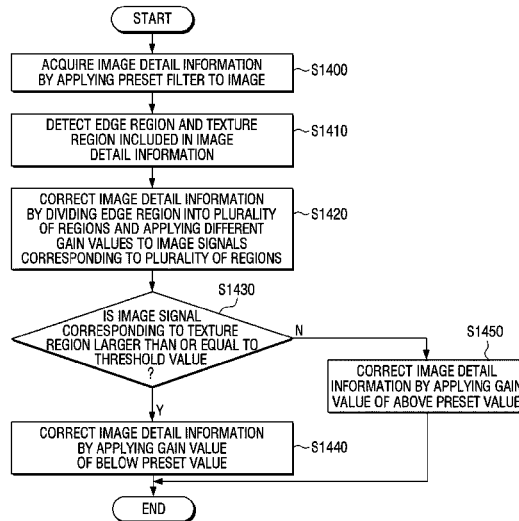 START
ACQUIRE IMAGE DETAIL INFORMATION
BY APPLYING PRESET FILTER TO IMAGE
S1400
DETECT EDGE REGION AND TEXTURE
REGION INCLUDED IN IMAGE
DETAIL INFORMATION
S1410
CORRECT IMAGE DETAIL INFORMATION
BY DIVIDING EDGE REGION INTO PLURALITY
OF REGIONS AND APPLYING DIFFERENT
GAIN VALUES TO IMAGE SIGNALS
CORRESPONDING TO PLURALITY OF REGIONS
S1420
S1430
IS IMAGE SIGNAL
CORRESPONDING TO TEXTURE
REGION LARGER THAN OR EQUAL TO
THRESHOLD VALUE
?
N
S1450
CORRECT IMAGE DETAIL
INFORMATION BY APPLYING GAIN
VALUE OF ABOVE PRESET VALUE
Y
CORRECT IMAGE DETAIL INFORMATION
BY APPLYING GAIN VALUE
OF BELOW PRESET VALUE
S1440
END